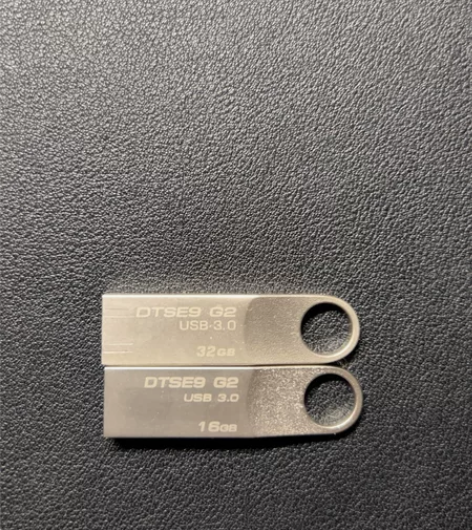 DTSE9 G2
USB-3.0
32GB
DTSE9 G2
USB 3.0
16GB